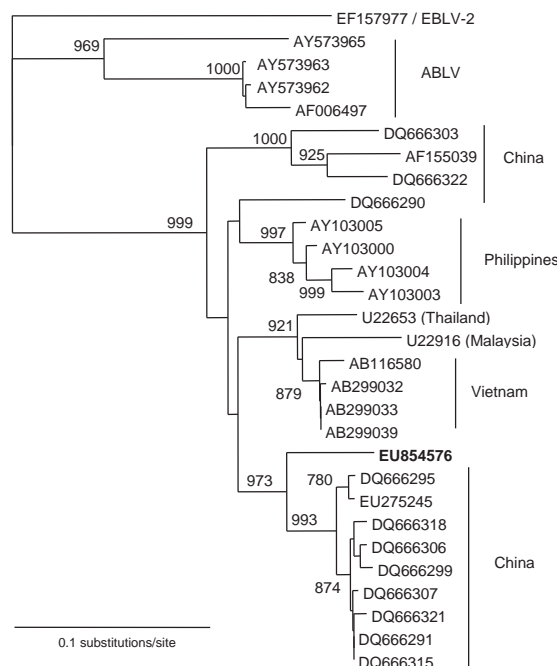 EF157977 / EBLV-2
AY573965
969
AY573963
1000
ABLV
AY573962
AF006497
DQ666303
1000
925
AF155039
China
DQ666322
DQ666290
999
AY103005
997
AY103000
Philippines
838
AY103004
999
AY103003
U22653 (Thailand)
921
U22916 (Malaysia)
AB116580
879
AB299032
Vietnam
AB299033
AB299039
EU854576
973
780
DQ666295
EU275245
993
DQ666318
DQ666306
China
DQ666299
874
DQ666307
DQ666321
DQ666291
DQ666315
0.1 substitutions/site